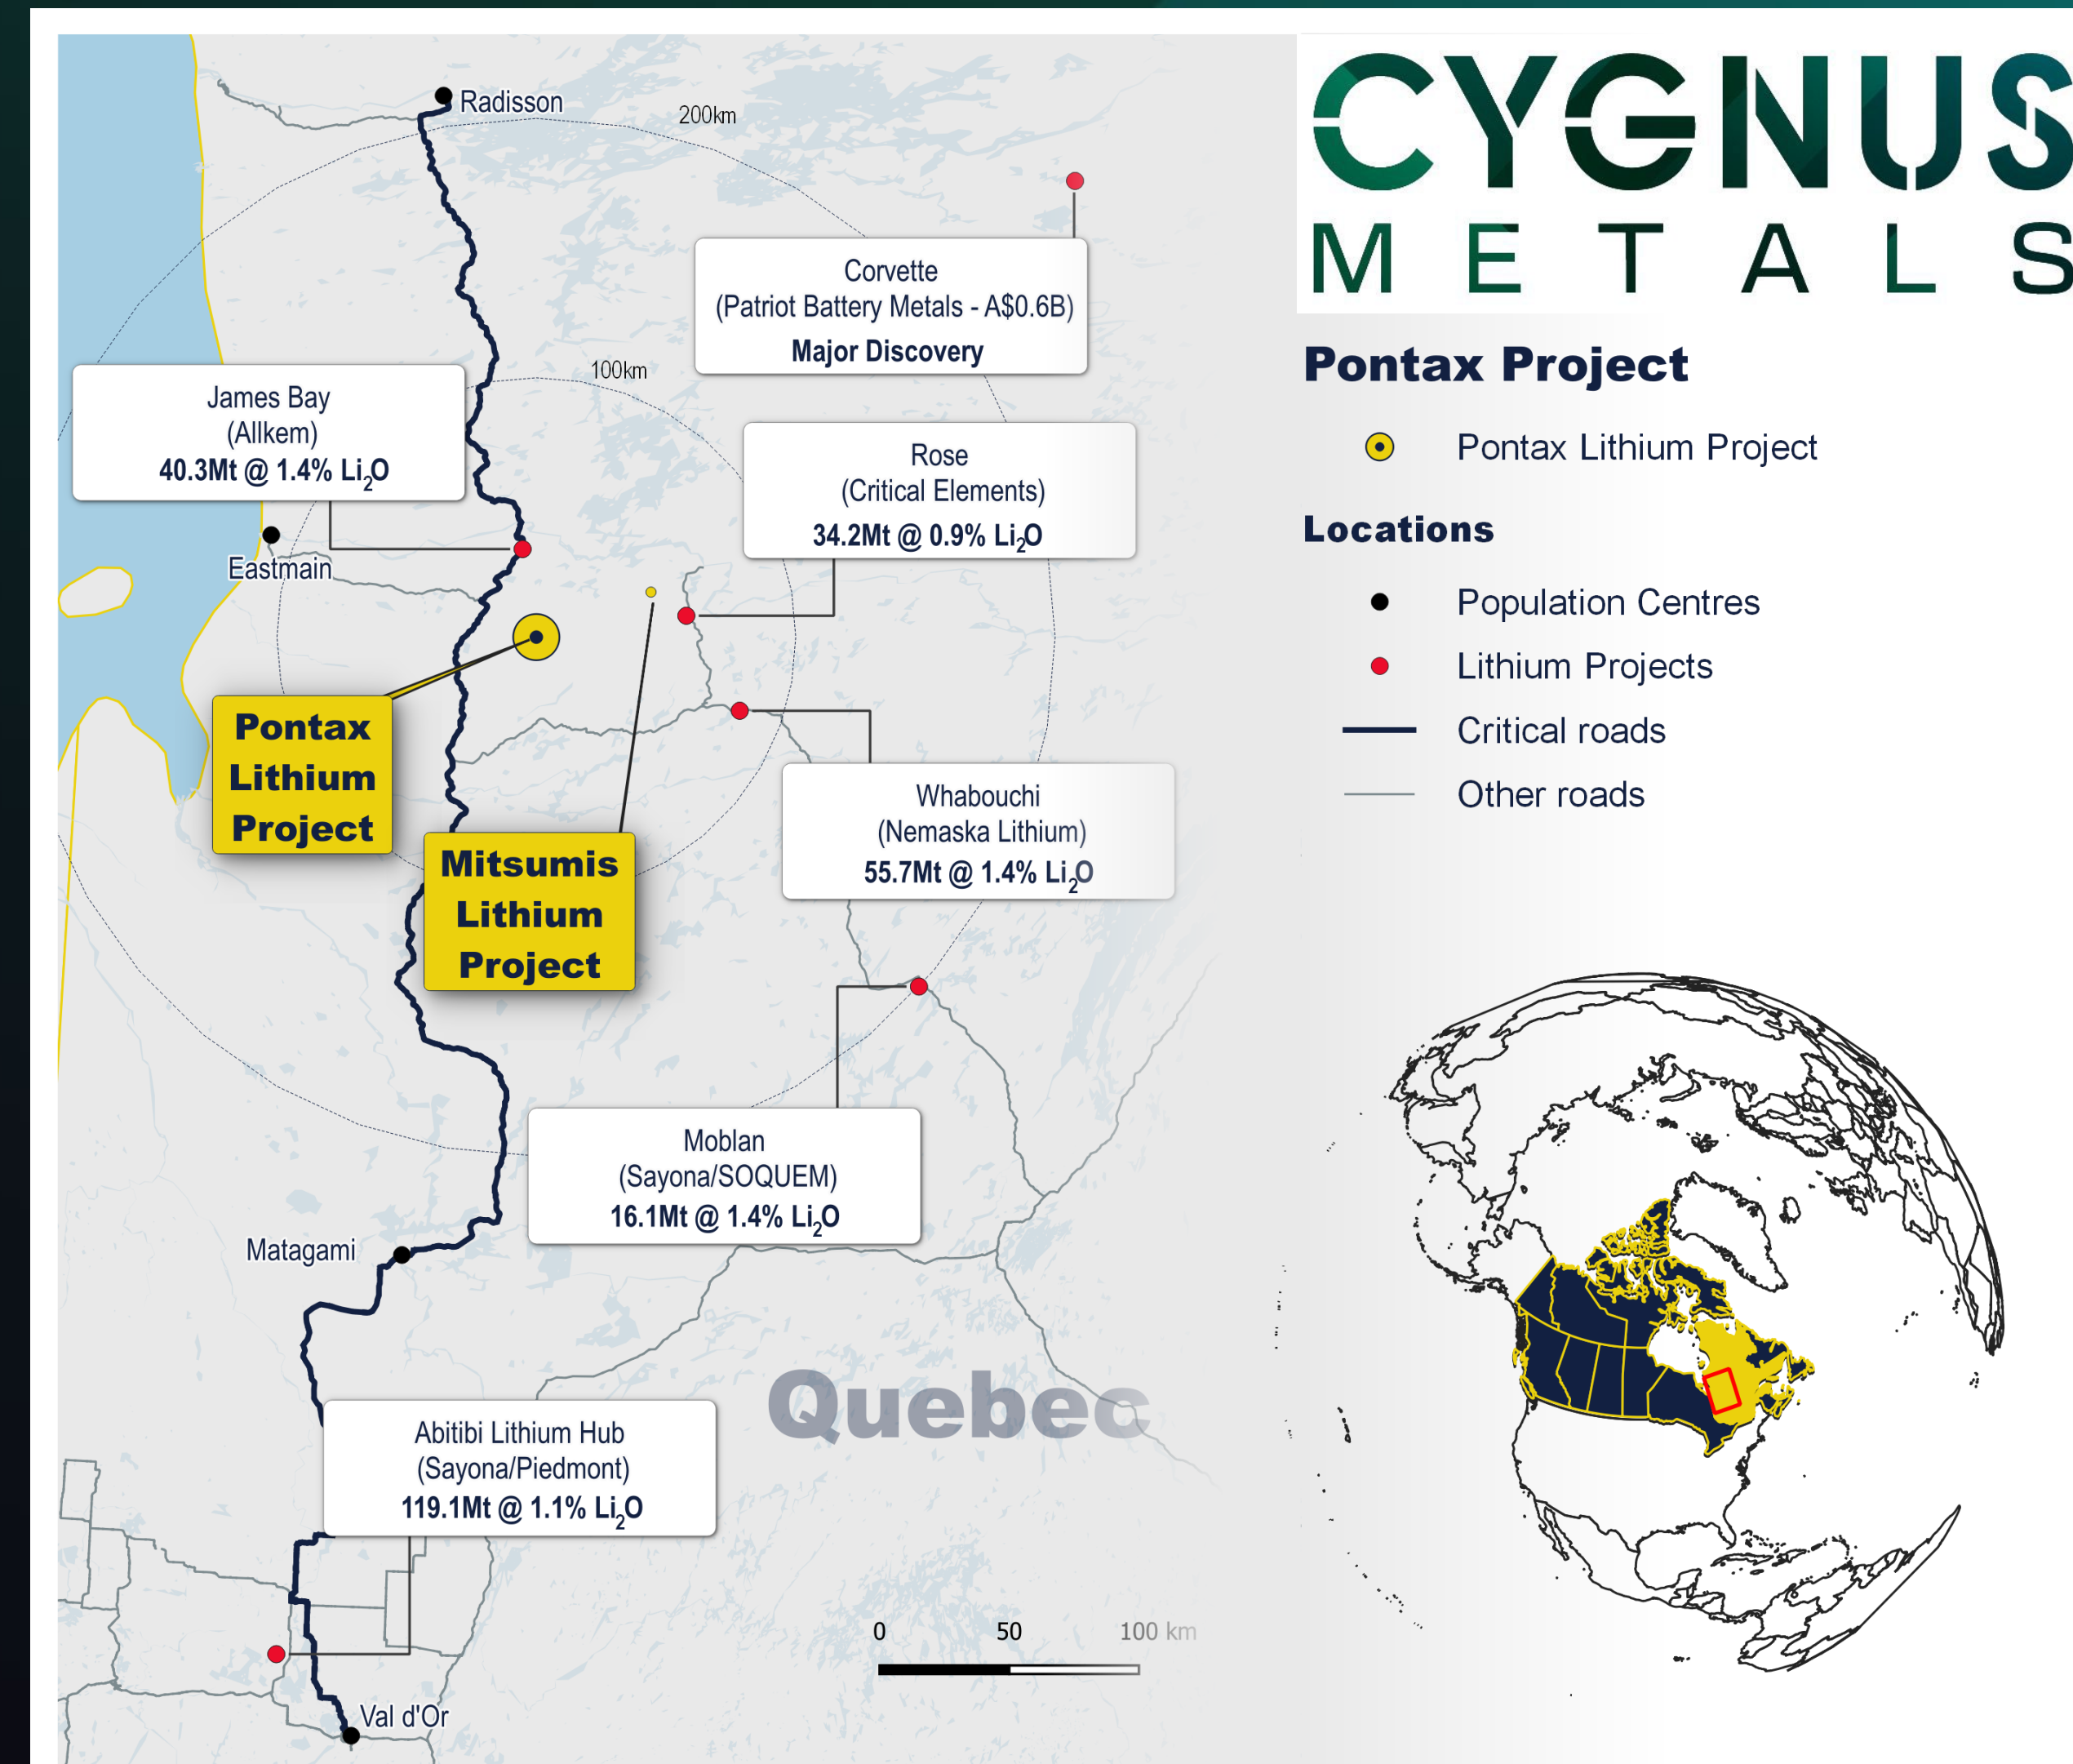 CYGNUS
METALS
Pontax Project
Pontax Lithium Project
Locations
Population Centres
Lithium Projects
Critical roads
Other roads
Radisson
200km
Corvette
(Patriot Battery Metals - A$0.6B)
Major Discovery
100km
James Bay
(Allkem)
40.3Mt @ 1.4% Li₂O
Rose
(Critical Elements)
34.2Mt @ 0.9% Li₂O
Eastmain
Pontax
Lithium
Project
Mitsumis
Lithium
Project
Whabouchi
(Nemaska Lithium)
55.7Mt @ 1.4% Li₂O
Moblan
(Sayona/SOQUEM)
16.1Mt @ 1.4% Li₂O
Matagami
Quebec
Abitibi Lithium Hub
(Sayona/Piedmont)
119.1Mt @ 1.1% Li₂O
0 50 100 km
Val d'Or